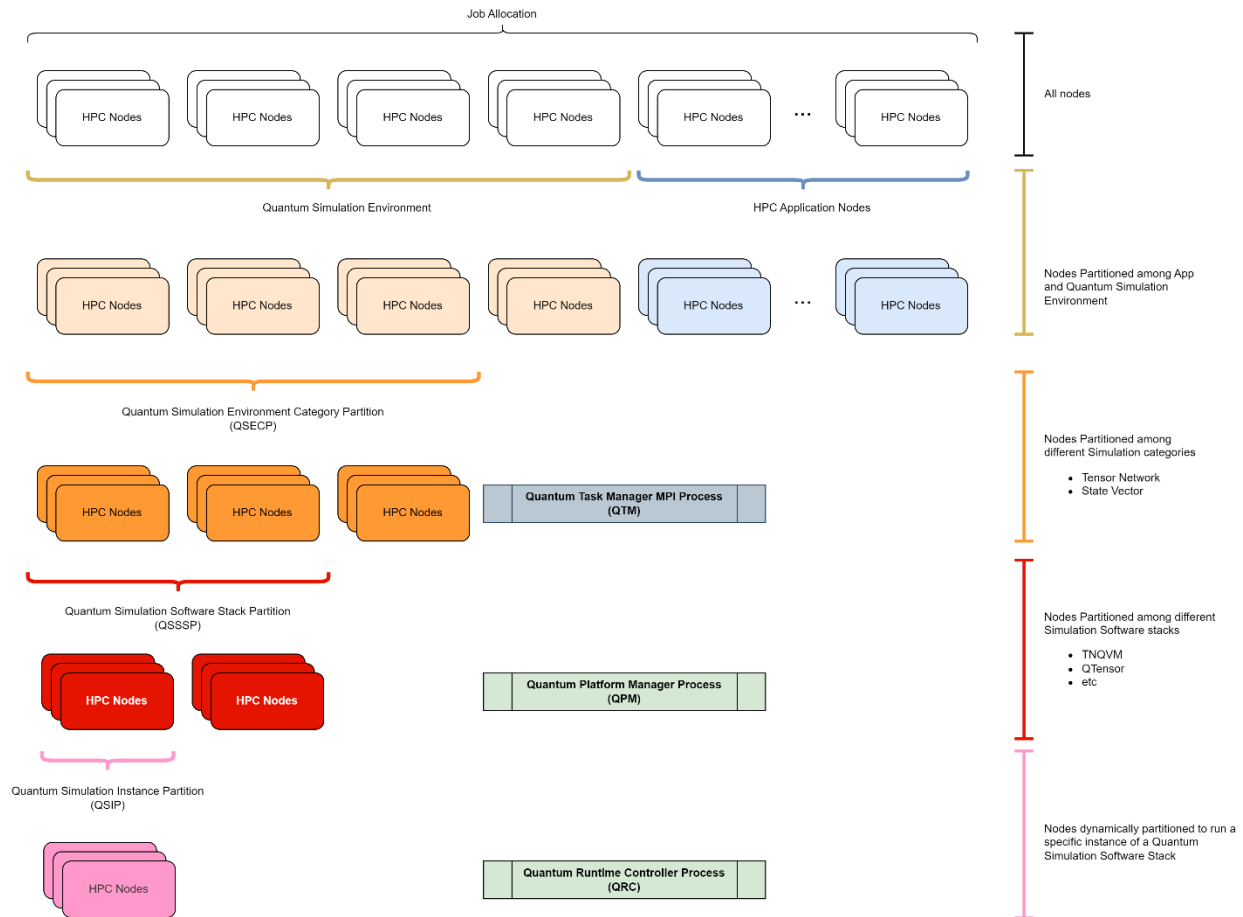 Job Allocation
HPC Nodes
HPC Nodes
HPC Nodes
HPC Nodes
HPC Nodes
...
HPC Nodes
All nodes
Quantum Simulation Environment
HPC Application Nodes
HPC Nodes
HPC Nodes
HPC Nodes
HPC Nodes
HPC Nodes
...
HPC Nodes
Nodes Partitioned among App
and Quantum Simulation
Environment
Quantum Simulation Environment Category Partition
(QSECP)
HPC Nodes
HPC Nodes
HPC Nodes
Quantum Task Manager MPI Process
(QTM)
Nodes Partitioned among
different Simulation categories
• Tensor Network
• State Vector
Quantum Simulation Software Stack Partition
(QSSSP)
HPC Nodes
HPC Nodes
Quantum Platform Manager Process
(QPM)
Nodes Partitioned among different
Simulation Software stacks
• TNQVM
• QTensor
• etc
Quantum Simulation Instance Partition
(QSIP)
HPC Nodes
Quantum Runtime Controller Process
(QRC)
Nodes dynamically partitioned to run a
specific instance of a Quantum
Simulation Software Stack